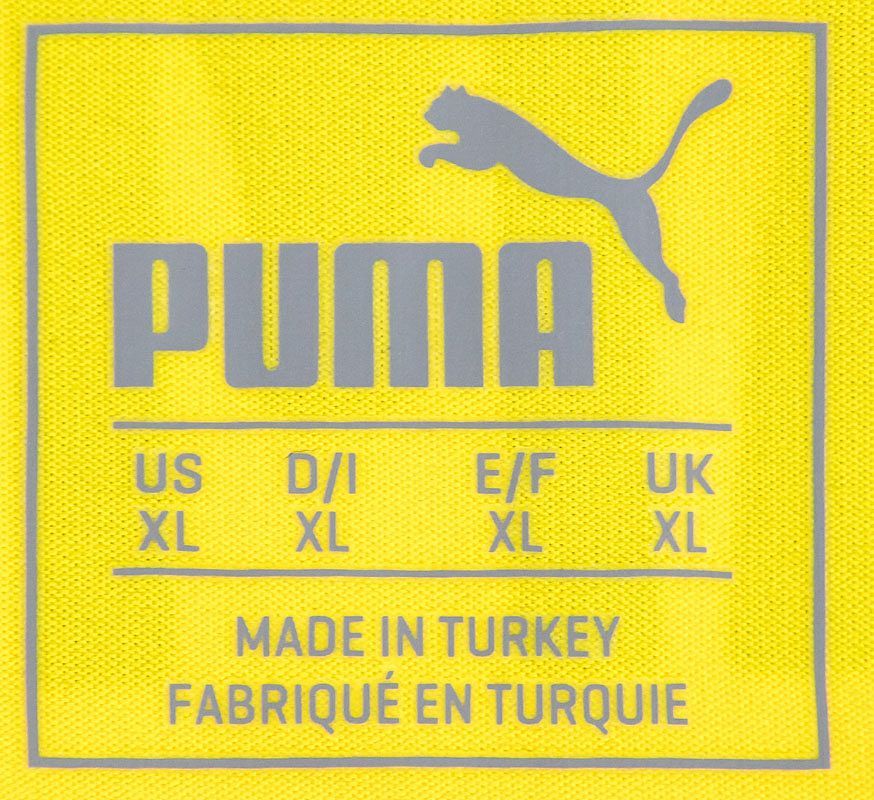 PUMA
US D/I E/F UK
XL XL XL XL
MADE IN TURKEY
FABRIQUÉ EN TURQUIE